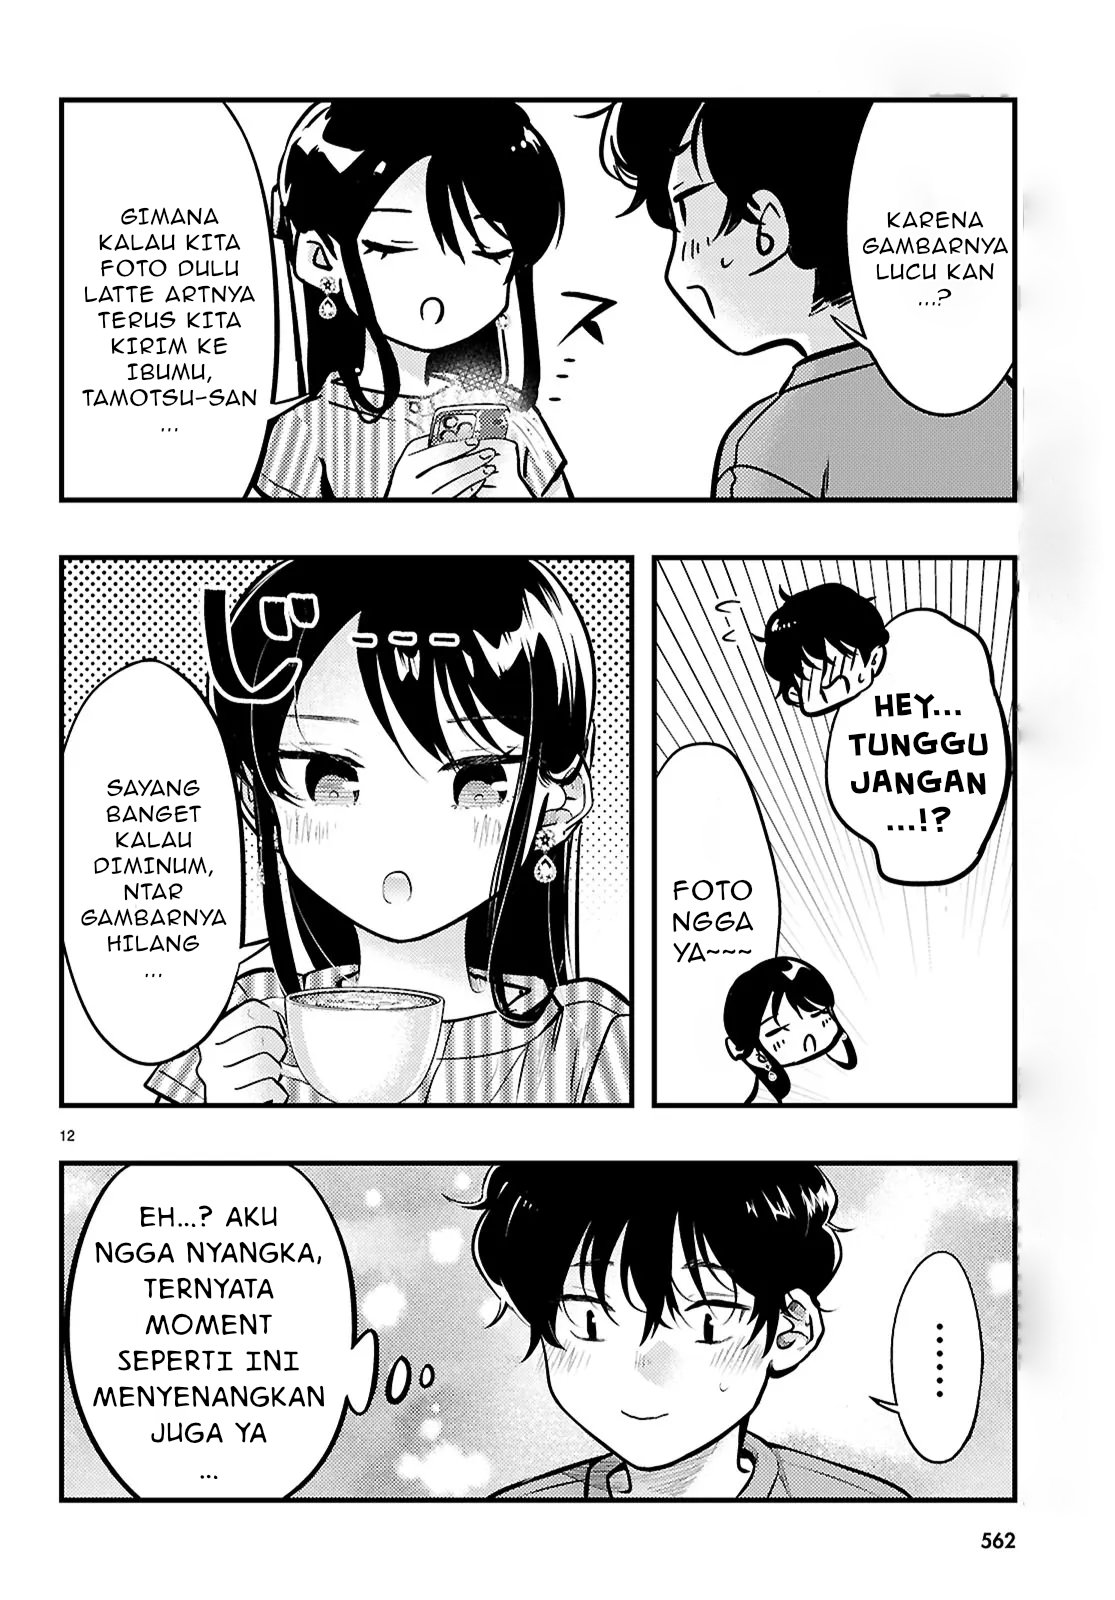 KARENA
GAMBARNYA
LUCU KAN
...?
GIMANA
KALAU KITA
FOTO DULU
LATTE ARTNYA
TERUS KITA
KIRIM KE
IBUMU,
TAMOTSU-SAN
...
HEY...
TUNGGU
JANGAN
...!?
FOTO
NGGA
YA~~~
じ---
SAYANG
BANGET
KALAU
DIMINUM,
NTAR
GAMBARNYA
HILANG
...
12
.......
EH...? AKU
NGGA NYANGKA,
TERNYATA
MOMENT
SEPERTI INI
MENYENANGKAN
JUGA YA
...
562